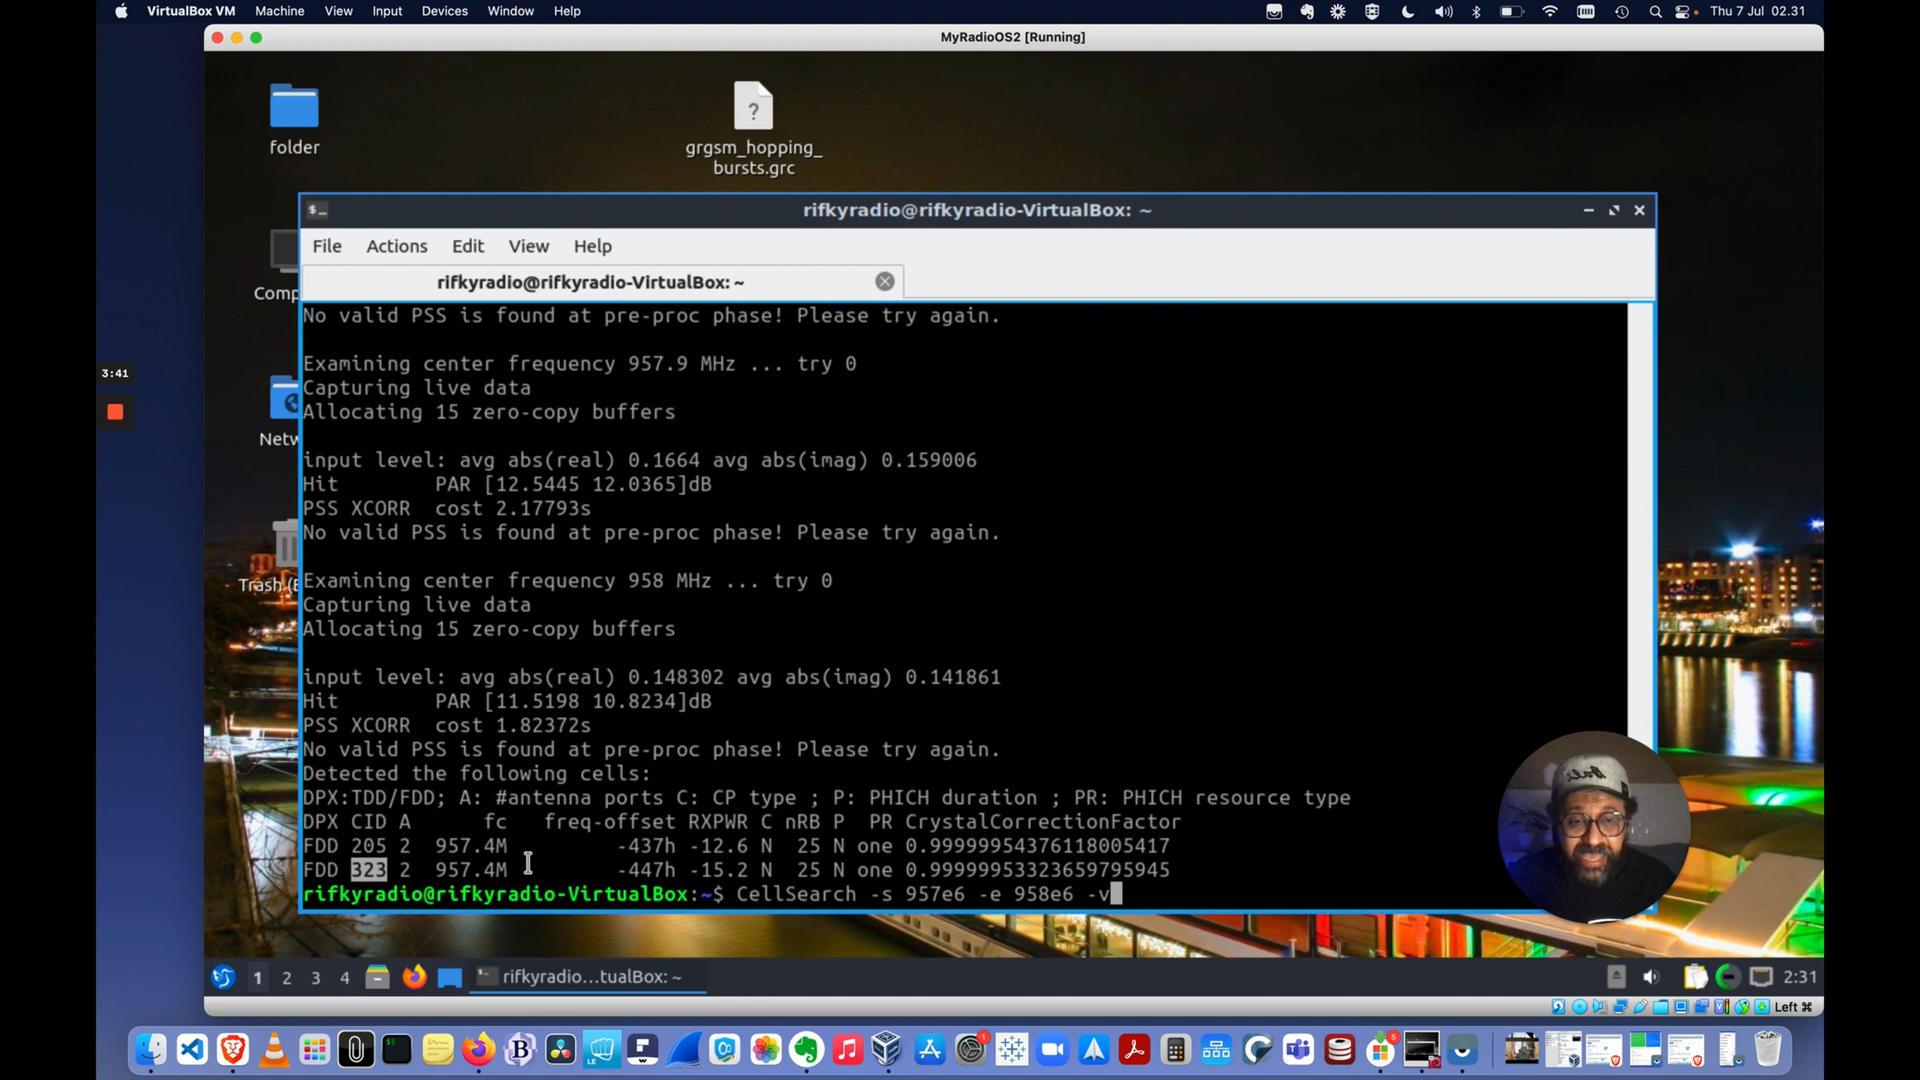 VirtualBox VM Machine View Input Devices Window Help
Thu 7 Jul 02.31
MyRadioOS2 [Running]
folder
grgsm_hopping_
bursts.grc
rifkyradio@rifkyradio-VirtualBox: ~
File Actions Edit View Help
rifkyradio@rifkyradio-VirtualBox: ~
Comp
No valid PSS is found at pre-proc phase! Please try again.
Examining center frequency 957.9 MHz ... try 0
3:41
Capturing live data
Allocating 15 zero-copy buffers
Netw
input level: avg abs(real) 0.1664 avg abs(imag) 0.159006
Hit PAR [12.5445 12.0365]dB
PSS XCORR cost 2.17793s
No valid PSS is found at pre-proc phase! Please try again.
Examining center frequency 958 MHz ... try 0
Trash (E
Capturing live data
Allocating 15 zero-copy buffers
input level: avg abs(real) 0.148302 avg abs(imag) 0.141861
Hit PAR [11.5198 10.8234]dB
PSS XCORR cost 1.82372s
No valid PSS is found at pre-proc phase! Please try again.
Detected the following cells:
DPX:TDD/FDD; A: #antenna ports C: CP type ; P: PHICH duration ; PR: PHICH resource type
DPX CID A fc freq-offset RXPWR C nRB P PR CrystalCorrectionFactor
FDD 205 2 957.4M -437h -12.6 N 25 N one 0.99999954376118005417
FDD 323 2 957.4M -447h -15.2 N 25 N one 0.99999953323659795945
rifkyradio@rifkyradio-VirtualBox:~$ CellSearch -s 957e6 -e 958e6 -v
Bali
1 2 3 4 rifkyradio...tualBox: ~ 2:31
Left ⌘